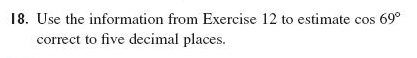 18. Use the information from Exercise 12 to estimate cos 69°
correct to five decimal places.